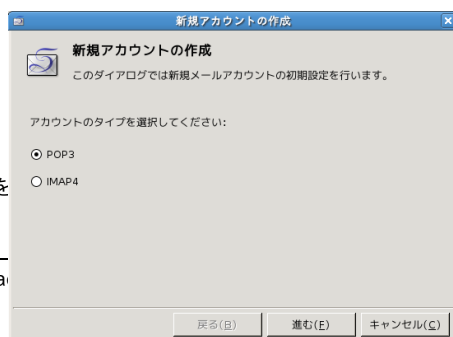 新規アカウントの作成
新規アカウントの作成
このダイアログでは新規メールアカウントの初期設定を行います。
アカウントのタイプを選択してください:
POP3
を
IMAP4
戻る(B)
進む(F)
キャンセル(C)